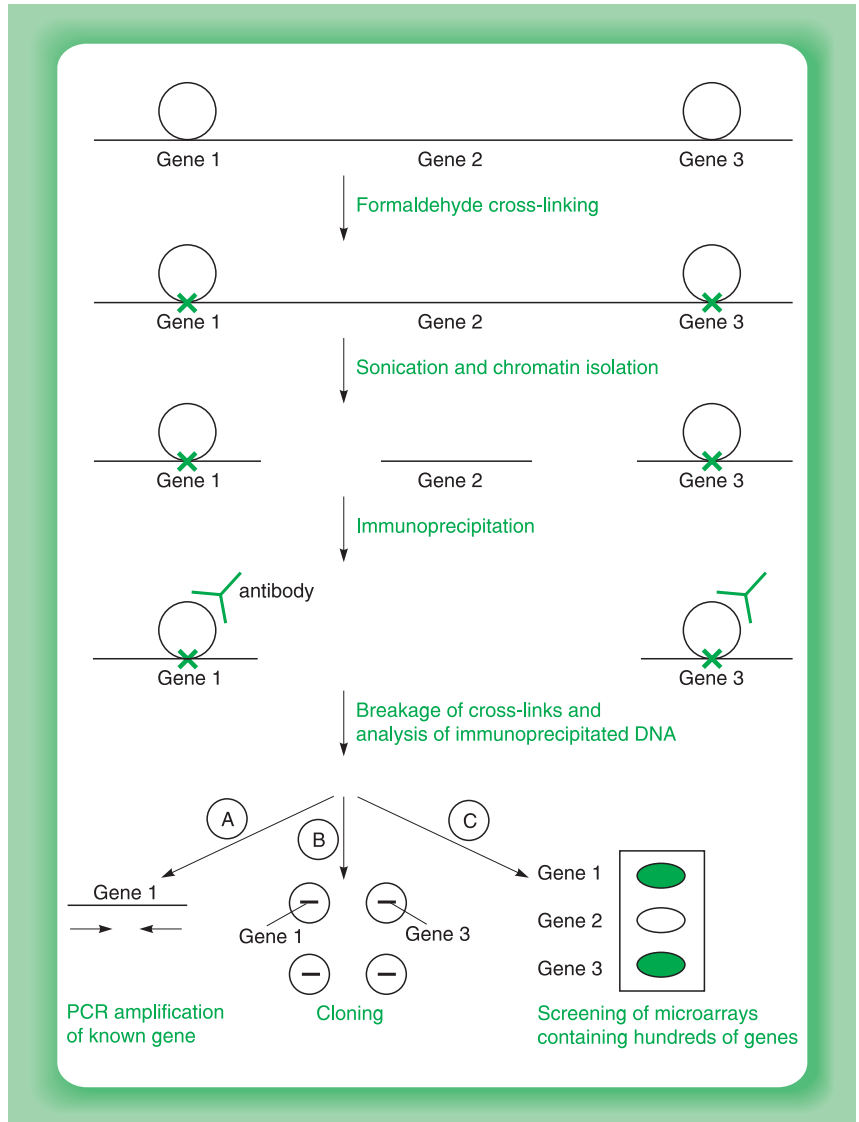 Gene 1 Gene 2 Gene 3
Formaldehyde cross-linking
Gene 1 Gene 2 Gene 3
Sonication and chromatin isolation
Gene 1 Gene 2 Gene 3
Immunoprecipitation
antibody
Gene 1 Gene 3
Breakage of cross-links and
analysis of immunoprecipitated DNA
A
B
C
Gene 1
Gene 1
Gene 3
Gene 1
Gene 2
Gene 3
PCR amplification
of known gene
Cloning
Screening of microarrays
containing hundreds of genes